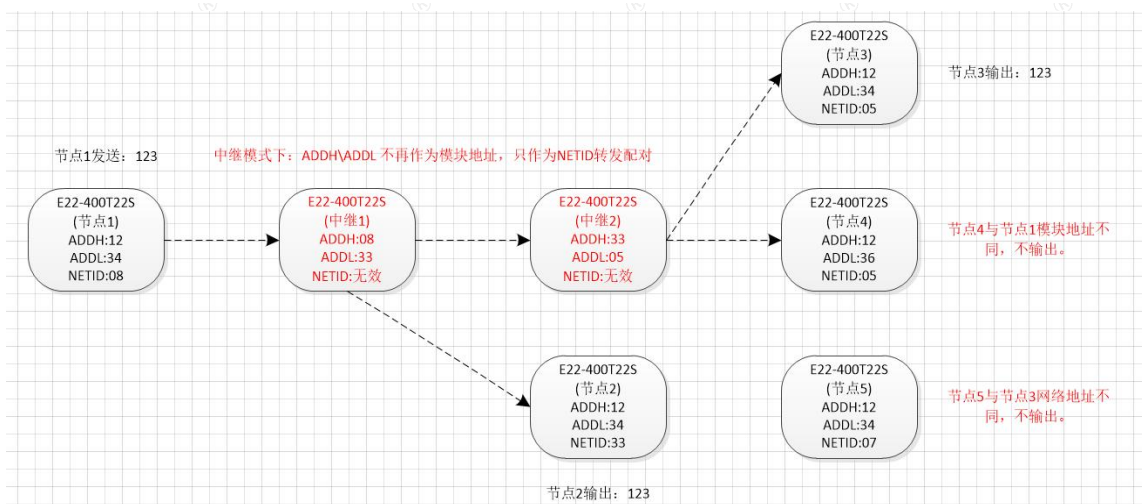 E22-400T22S
(节点3)
ADDH:12
ADDL:34
NETID:05
节点3输出：123
节点1发送：123
中继模式下：ADDH\ADDL 不再作为模块地址，只作为NETID转发配对
E22-400T22S
(节点1)
ADDH:12
ADDL:34
NETID:08
E22-400T22S
(中继1)
ADDH:08
ADDL:33
NETID:无效
E22-400T22S
(中继2)
ADDH:33
ADDL:05
NETID:无效
E22-400T22S
(节点4)
ADDH:12
ADDL:36
NETID:05
节点4与节点1模块地址不
同，不输出。
E22-400T22S
(节点2)
ADDH:12
ADDL:34
NETID:33
节点2输出：123
E22-400T22S
(节点5)
ADDH:12
ADDL:34
NETID:07
节点5与节点3网络地址不
同，不输出。